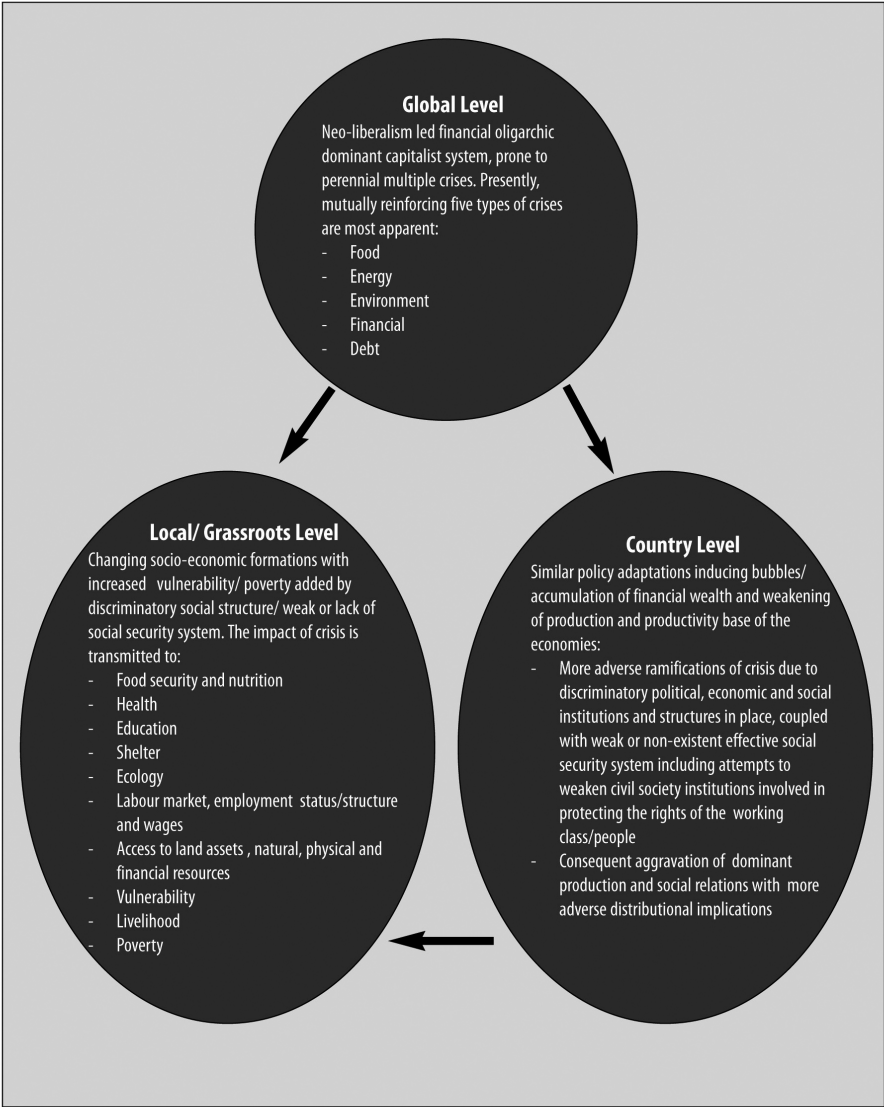 Global Level
Neo-liberalism led financial oligarchic
dominant capitalist system, prone to
perennial multiple crises. Presently,
mutually reinforcing five types of crises
are most apparent:
- Food
- Energy
- Environment
- Financial
- Debt
Local/ Grassroots Level
Changing socio-economic formations with
increased vulnerability/ poverty added by
discriminatory social structure/ weak or lack of
social security system. The impact of crisis is
transmitted to:
- Food security and nutrition
- Health
- Education
- Shelter
- Ecology
- Labour market, employment status/structure
and wages
- Access to land assets , natural, physical and
financial resources
- Vulnerability
- Livelihood
- Poverty
Country Level
Similar policy adaptations inducing bubbles/
accumulation of financial wealth and weakening
of production and productivity base of the
economies:
- More adverse ramifications of crisis due to
discriminatory political, economic and social
institutions and structures in place, coupled
with weak or non-existent effective social
security system including attempts to
weaken civil society institutions involved in
protecting the rights of the working
class/people
- Consequent aggravation of dominant
production and social relations with more
adverse distributional implications